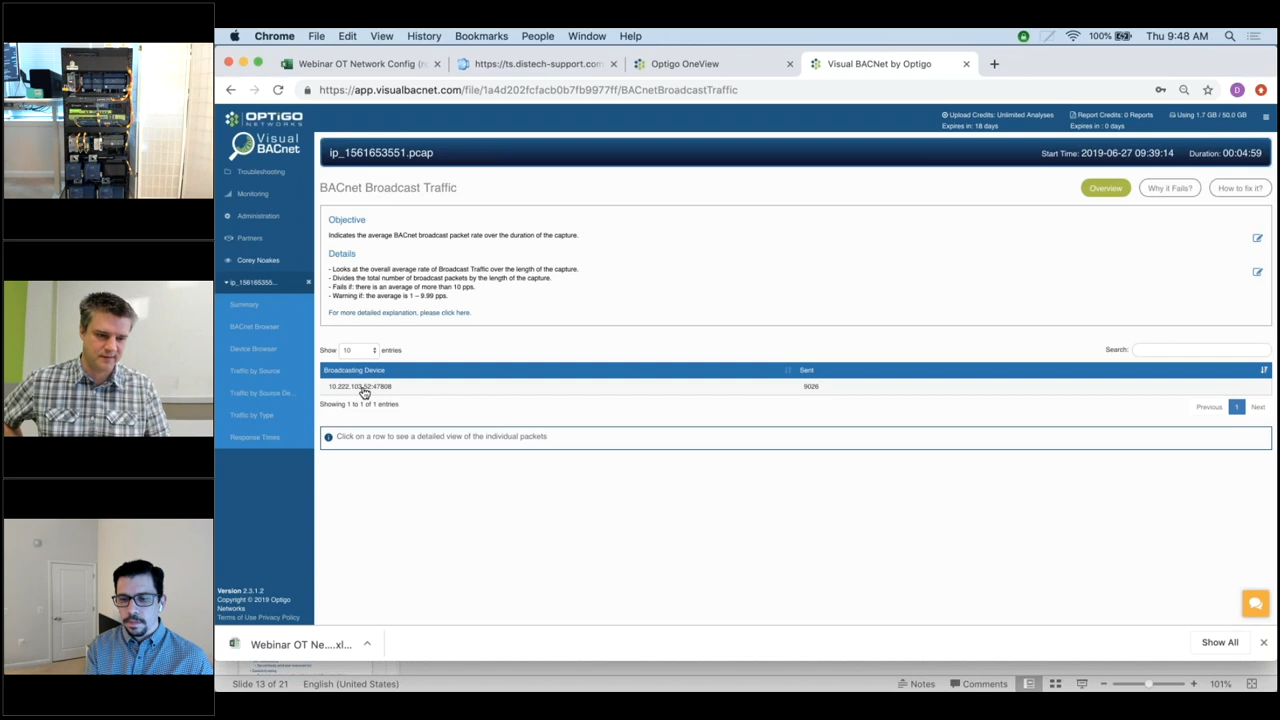 Chrome File Edit View History Bookmarks People Window Help
100% Thu 9:48 AM
Webinar OT Network Config (r
https://ts.distech-support.com
Optigo OneView
Visual BACnet by Optigo
https://app.visualbacnet.com/file/1a4d202fcfacb0b7fb9977ff/BACnetBroadcastTraffic
D
OPTIGO
NETWORKS
Visual
BACnet
Upload Credits: Unlimited Analyses
Expires in: 18 days
Report Credits: 0 Reports
Expires in : 0 days
Using 1.7 GB / 50.0 GB
Troubleshooting
Monitoring
Administration
Partners
Corey Noakes
ip_156165355...
Summary
BACnet Browser
Device Browser
Traffic by Source
Traffic by Source De...
Traffic by Type
Response Times
Version 2.3.1.2
Copyright © 2019 Optigo
Networks
Terms of Use Privacy Policy
ip_1561653551.pcap
Start Time: 2019-06-27 09:39:14 Duration: 00:04:59
BACnet Broadcast Traffic
Overview Why it Fails? How to fix it?
Objective
Indicates the average BACnet broadcast packet rate over the duration of the capture.
Details
- Looks at the overall average rate of Broadcast Traffic over the length of the capture.
- Divides the total number of broadcast packets by the length of the capture.
- Fails if: there is an average of more than 10 pps.
- Warning if: the average is 1 – 9.99 pps.
For more detailed explanation, please click here.
Show 10 entries
Search:
Broadcasting Device Sent
10.222.103.52:47808 9026
Showing 1 to 1 of 1 entries
Previous 1 Next
Click on a row to see a detailed view of the individual packets
Webinar OT Ne....xl...
Show All
Slide 13 of 21 English (United States)
Notes Comments 101%